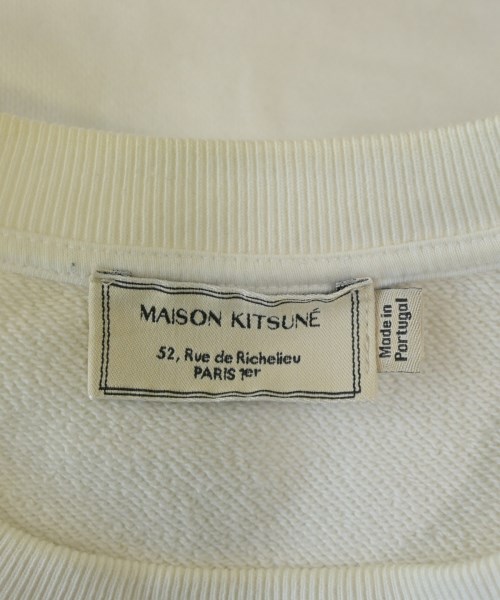 MAISON KITSUNÉ
52, Rue de Richelieu
PARIS 1er
Made in
Portugal